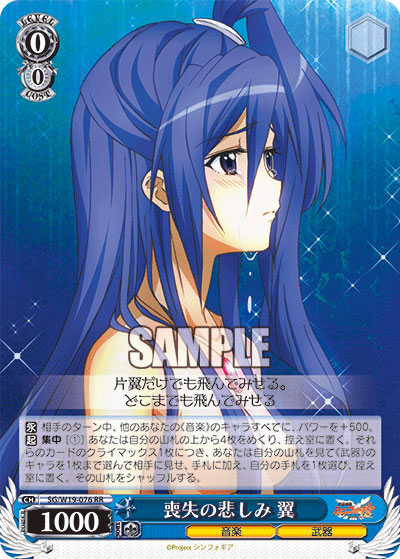 LEVEL
0
0
COST
SAMPLE
片翼だけでも飛んでみせる。
どこまでも飛んでみせる
永 相手のターン中、他のあなたの《音楽》のキャラすべてに、パワーを+500。
起 集中 [①] あなたは自分の山札の上から4枚をめくり、控え室に置く。それ
らのカードのクライマックス1枚につき、あなたは自分の山札を見て《武器》の
キャラを1枚まで選んで相手に見せ、手札に加え、自分の手札を1枚選び、控え
室に置く。その山札をシャッフルする。
CH
SG/W19-076 RR
POWER
1000
喪失の悲しみ 翼
音楽
武器
©Project シンフォギア